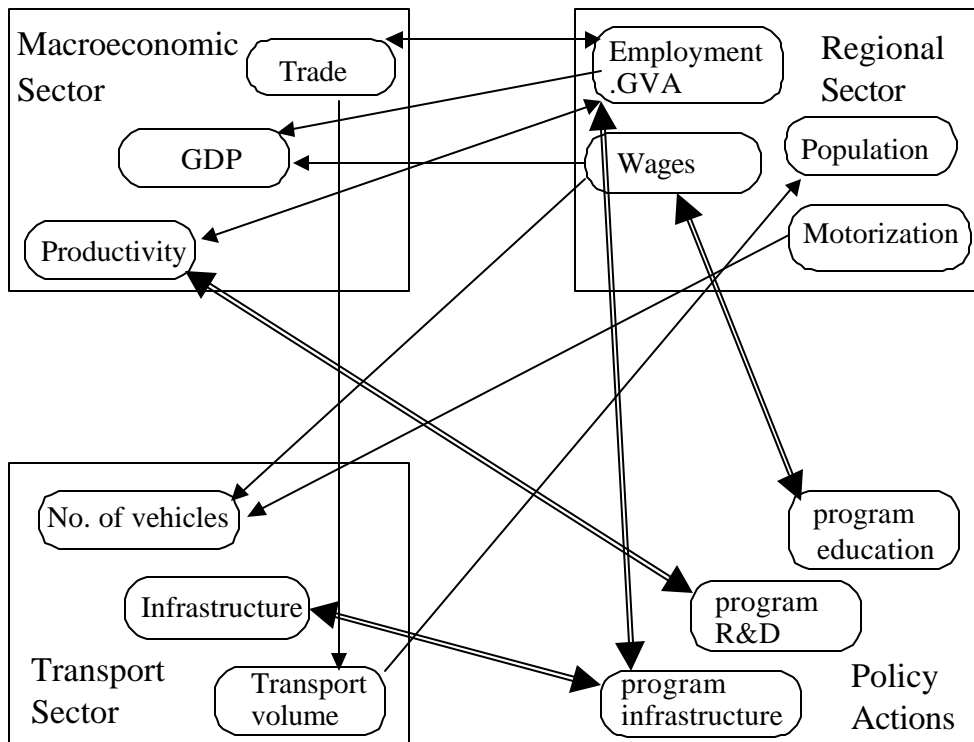 Macroeconomic
Sector
Trade
GDP
Productivity
Employment
.GVA
Regional
Sector
Wages
Population
Motorization
No. of vehicles
Infrastructure
Transport
Sector
Transport
volume
program
education
program
R&D
program
infrastructure
Policy
Actions